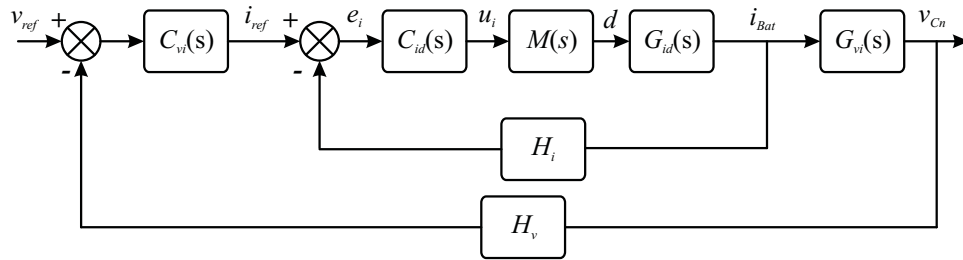 v_ref + - C_vi(s) i_ref + - e_i C_id(s) u_i M(s) d G_id(s) i_Bat G_vi(s) v_Cn
H_i
H_v